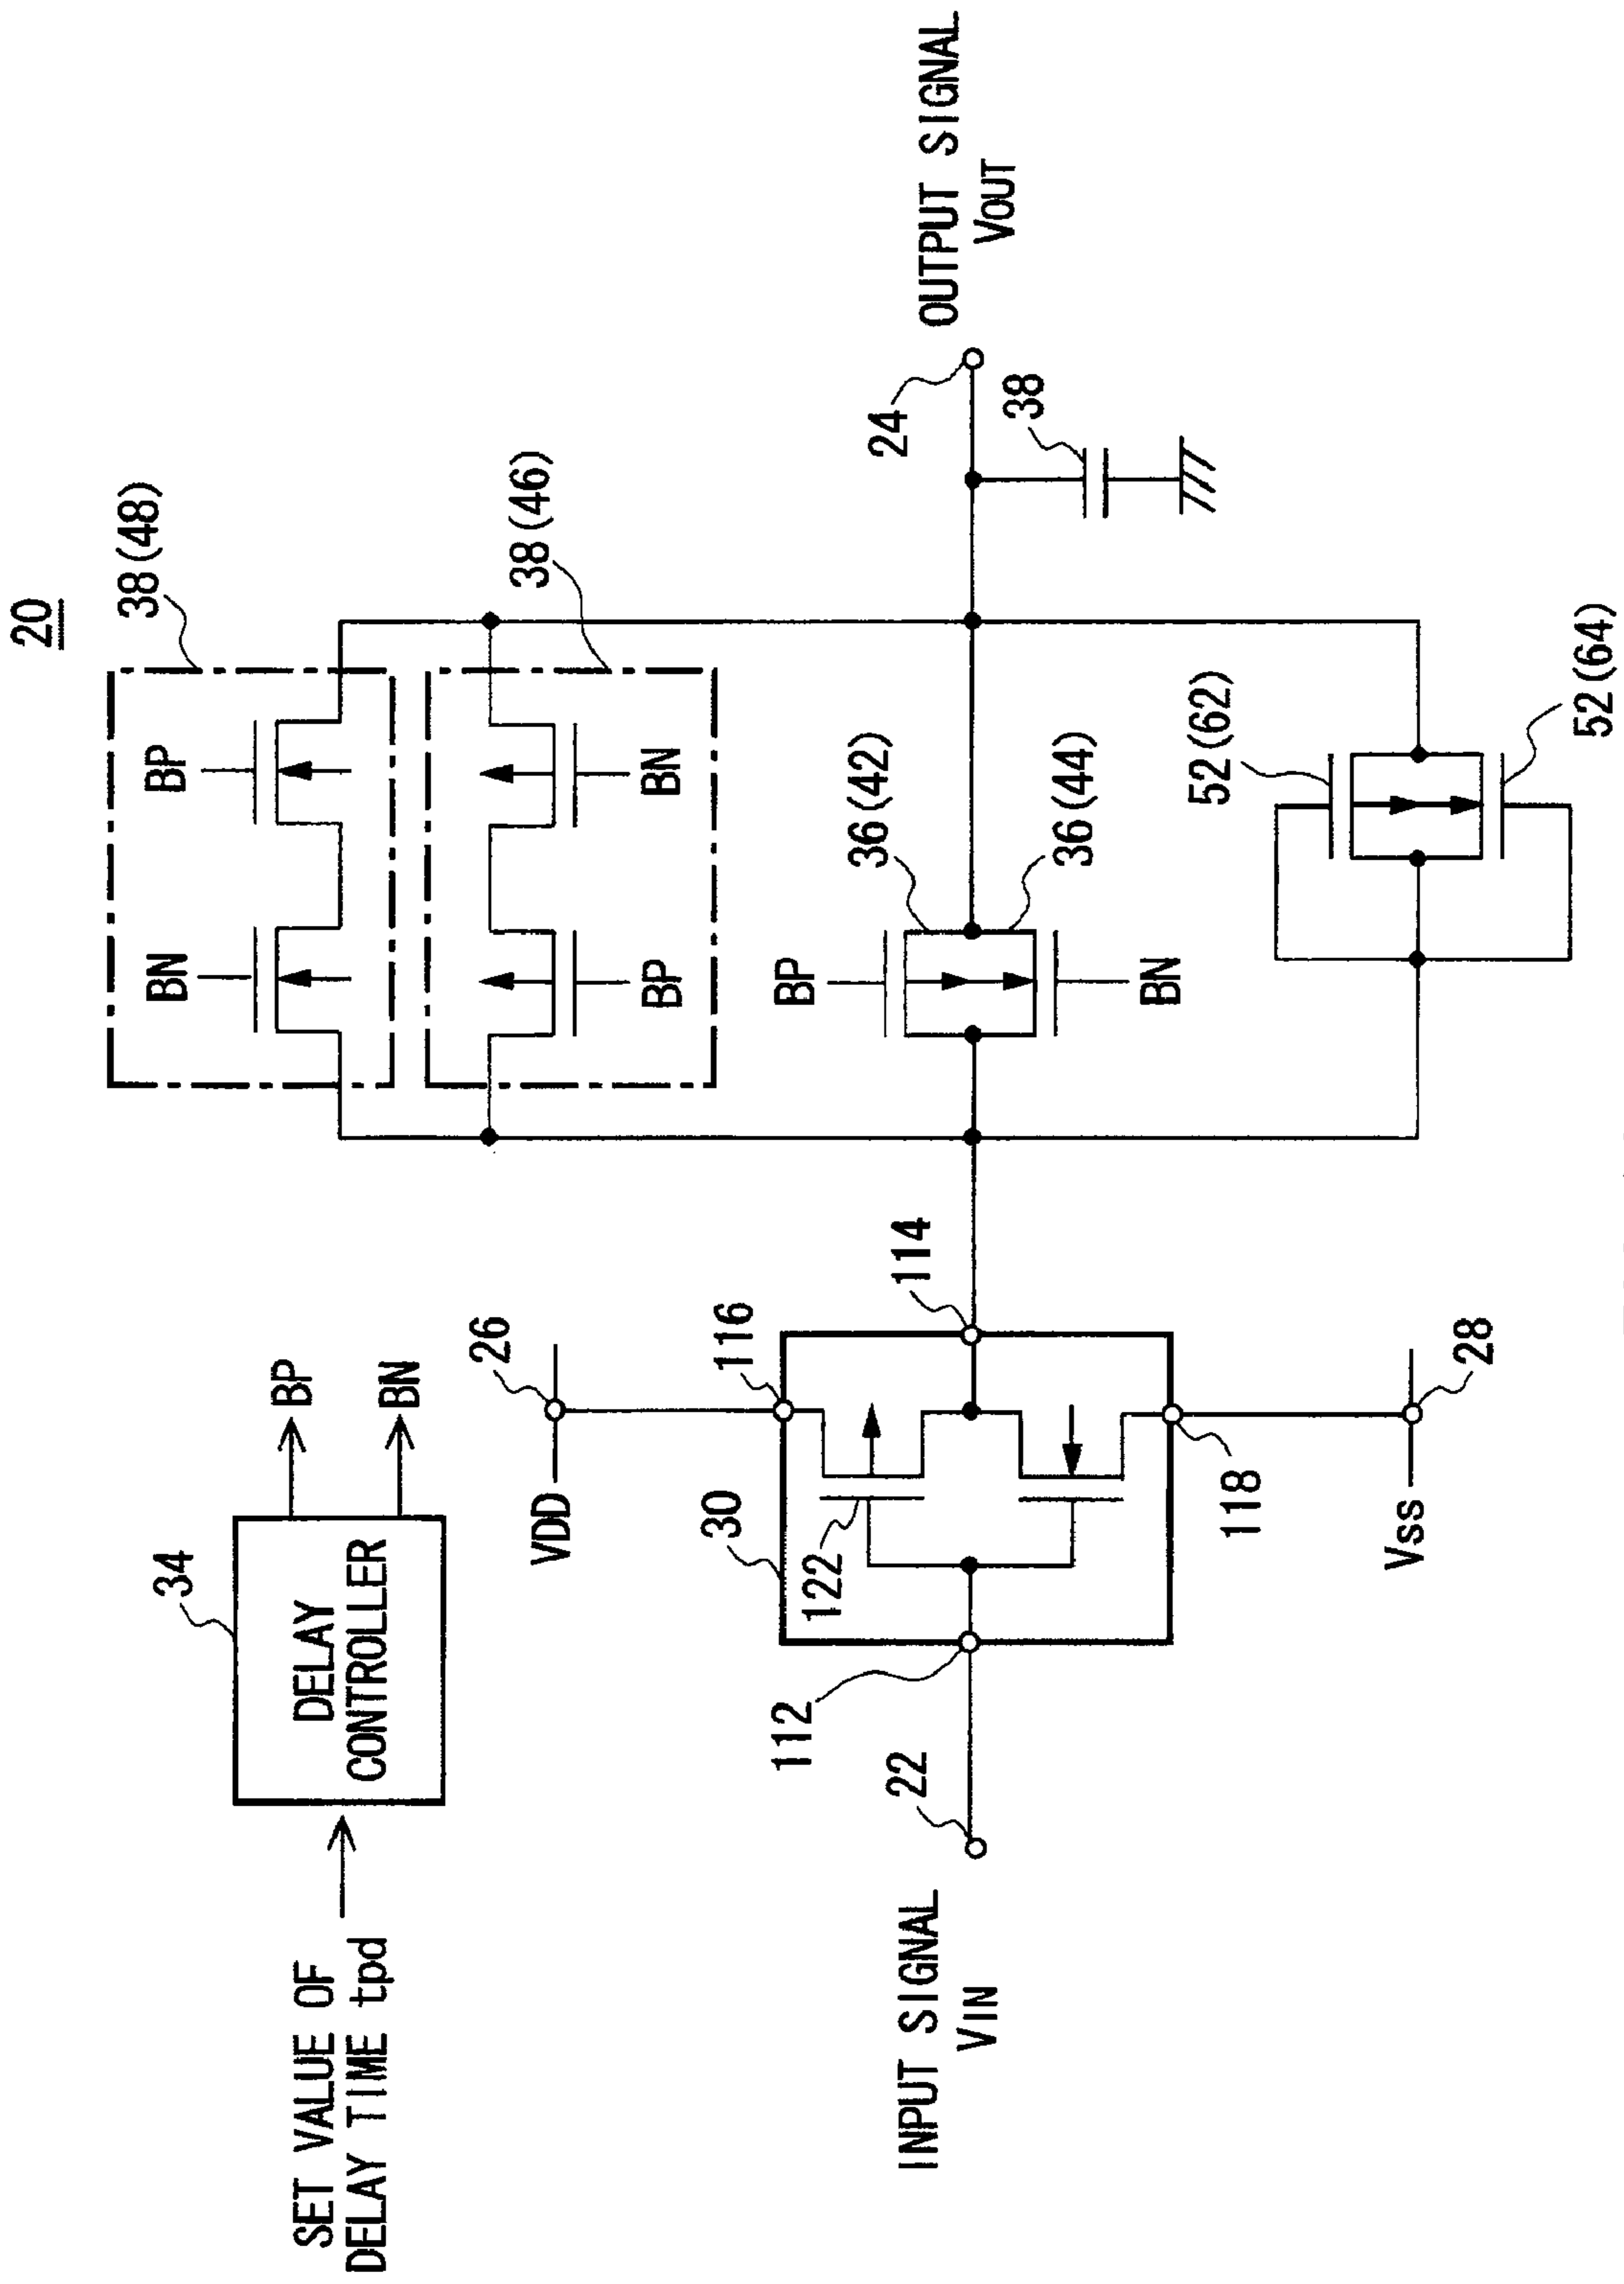 20
38(48)
BN
BP
38(46)
BP
BN
34
DELAY
CONTROLLER
BP
BN
SET VALUE OF
DELAY TIME tpd
VDD
26
30
116
122
114
112
22
INPUT SIGNAL
VIN
118
Vss
28
BP
36(42)
36(44)
BN
24
OUTPUT SIGNAL
VOUT
38
52(62)
52(64)